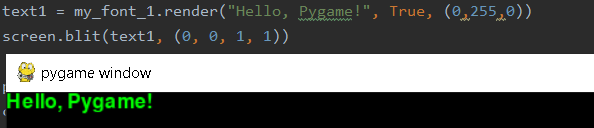 text1 = my_font_1.render("Hello, Pygame!", True, (0,255,0))
screen.blit(text1, (0, 0, 1, 1))
pygame window
Hello, Pygame!